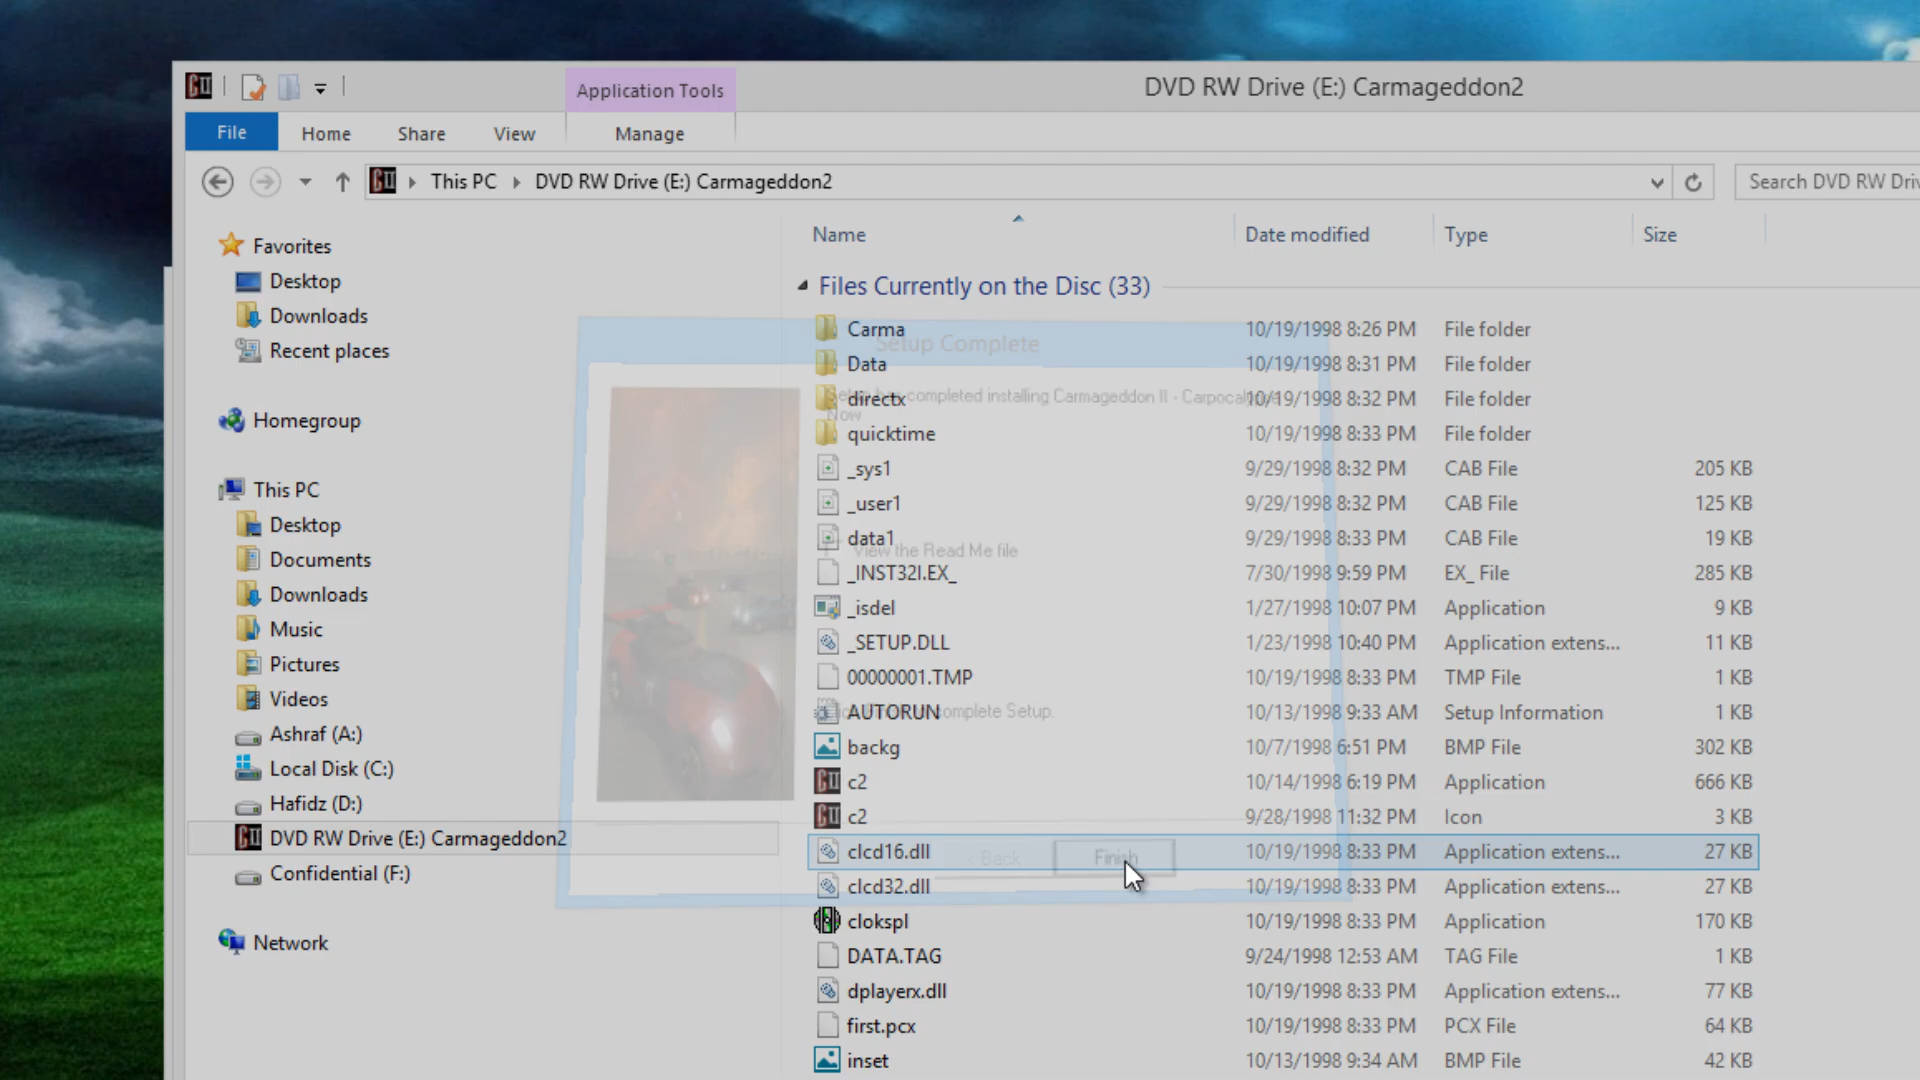 Application Tools
DVD RW Drive (E:) Carmageddon2
File
Home
Share
View
Manage
This PC
DVD RW Drive (E:) Carmageddon2
Search DVD RW Driv
Favorites
Desktop
Downloads
Recent places
Homegroup
This PC
Desktop
Documents
Downloads
Music
Pictures
Videos
Ashraf (A:)
Local Disk (C:)
Hafidz (D:)
DVD RW Drive (E:) Carmageddon2
Confidential (F:)
Network
Name Date modified Type Size
Files Currently on the Disc (33)
Carma 10/19/1998 8:26 PM File folder
Setup Complete
Data 10/19/1998 8:31 PM File folder
directx 10/19/1998 8:32 PM File folder
completed installing Carmageddon II - Carpocalypse
Now
quicktime 10/19/1998 8:33 PM File folder
_sys1 9/29/1998 8:32 PM CAB File 205 KB
_user1 9/29/1998 8:32 PM CAB File 125 KB
data1 9/29/1998 8:33 PM CAB File 19 KB
View the Read Me file
_INST32I.EX_ 7/30/1998 9:59 PM EX_ File 285 KB
_isdel 1/27/1998 10:07 PM Application 9 KB
_SETUP.DLL 1/23/1998 10:40 PM Application extens... 11 KB
00000001.TMP 10/19/1998 8:33 PM TMP File 1 KB
AUTORUN 10/13/1998 9:33 AM Setup Information 1 KB
complete Setup.
backg 10/7/1998 6:51 PM BMP File 302 KB
c2 10/14/1998 6:19 PM Application 666 KB
c2 9/28/1998 11:32 PM Icon 3 KB
clcd16.dll 10/19/1998 8:33 PM Application extens... 27 KB
< Back
Finish
clcd32.dll 10/19/1998 8:33 PM Application extens... 27 KB
clokspl 10/19/1998 8:33 PM Application 170 KB
DATA.TAG 9/24/1998 12:53 AM TAG File 1 KB
dplayerx.dll 10/19/1998 8:33 PM Application extens... 77 KB
first.pcx 10/19/1998 8:33 PM PCX File 64 KB
inset 10/13/1998 9:34 AM BMP File 42 KB